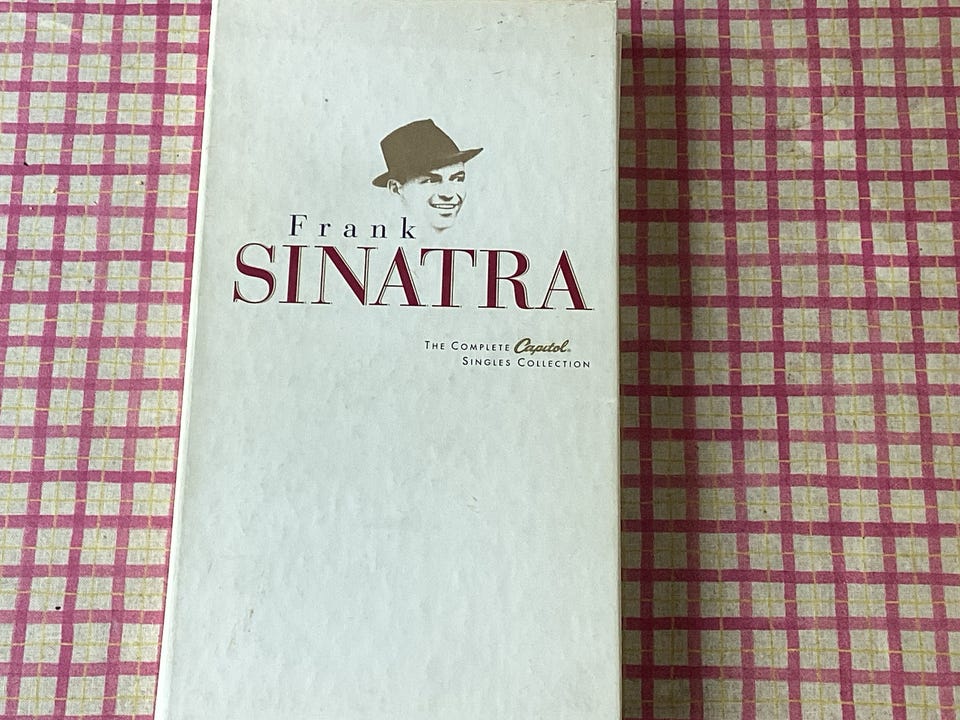 Frank
SINATRA
THE COMPLETE Capitol®
SINGLES COLLECTION